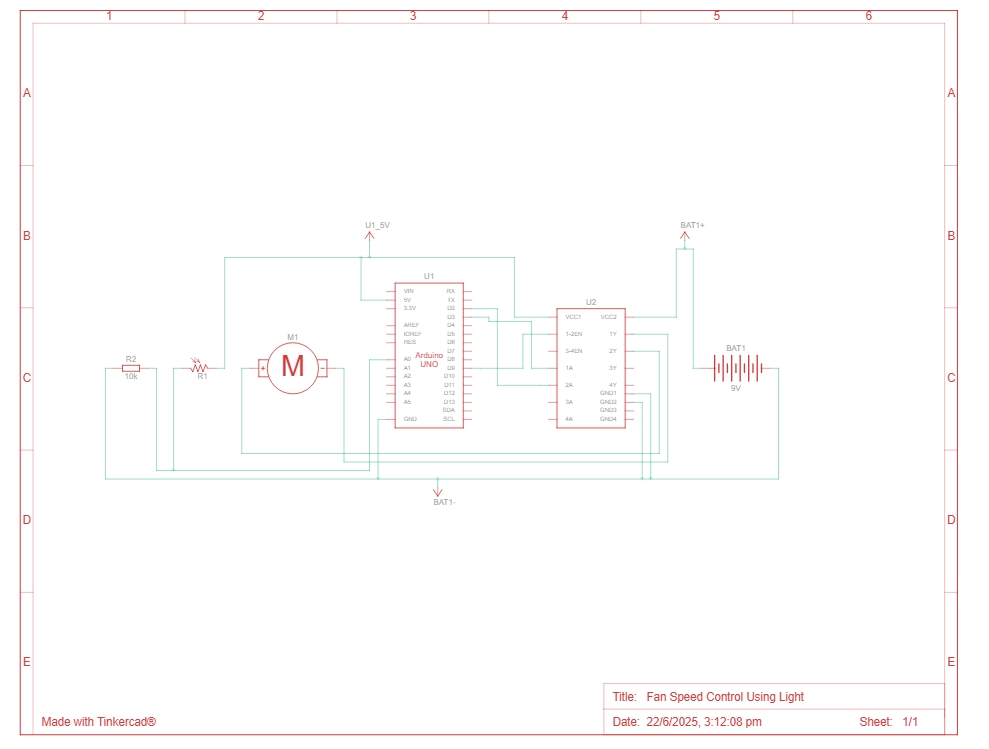 1 2 3 4 5 6
A A
B B
C C
D D
E E
U1_5V
BAT1+
U1
VIN
5V
3.3V
AREF
IOREF
RES
A0
A1
A2
A3
A4
A5
GND
Arduino
UNO
RX
TX
D2
D3
D4
D5
D6
D7
D8
D9
D10
D11
D12
D13
SDA
SCL
U2
VCC1
1-2EN
3-4EN
1A
2A
3A
4A
VCC2
1Y
2Y
3Y
4Y
GND1
GND2
GND3
GND4
R2
10k
R1
M1
M
+
-
BAT1
9V
BAT1-
Title: Fan Speed Control Using Light
Date: 22/6/2025, 3:12:08 pm Sheet: 1/1
Made with Tinkercad®